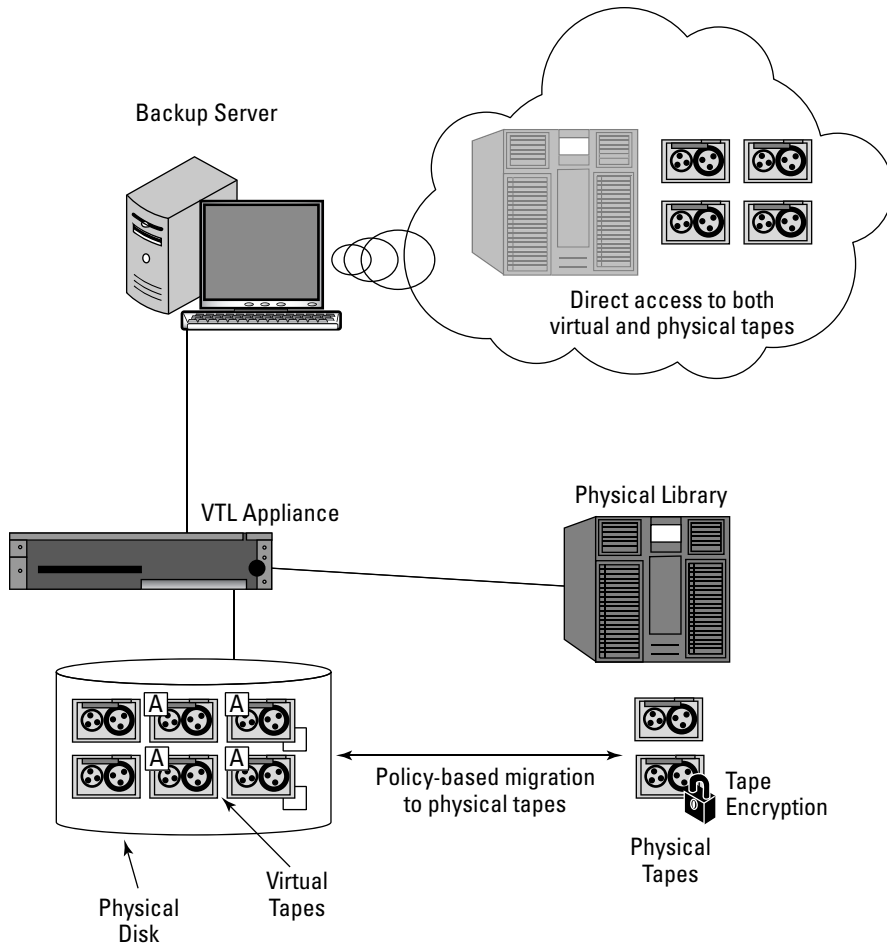 Backup Server
Direct access to both
virtual and physical tapes
VTL Appliance
Physical Library
A
A
A
A
Policy-based migration
to physical tapes
Tape
Encryption
Physical
Tapes
Virtual
Tapes
Physical
Disk